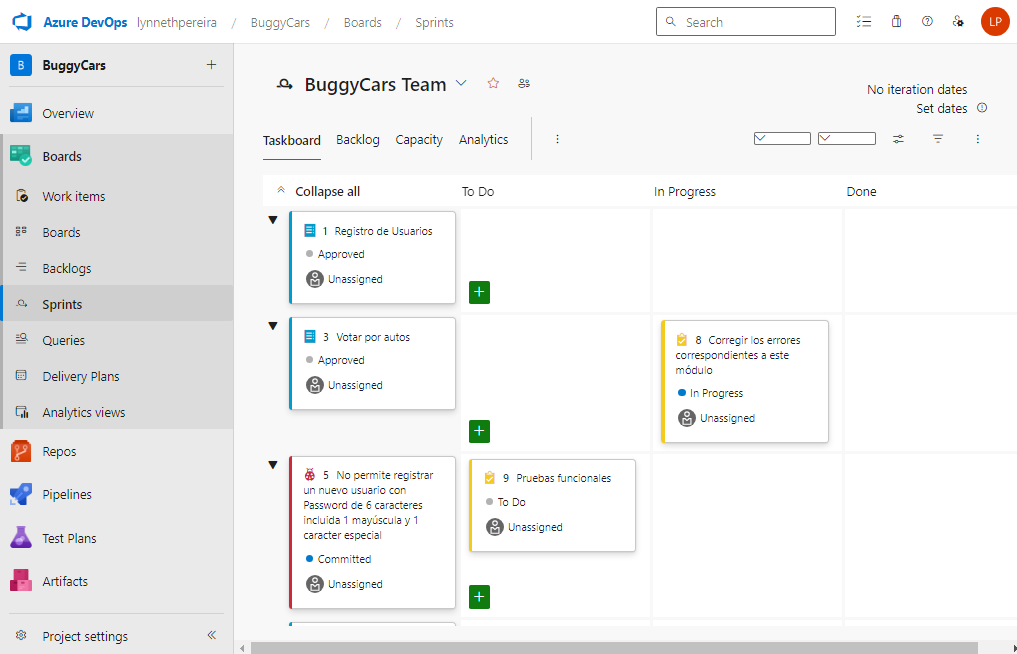 Azure DevOps lynnethpereira / BuggyCars / Boards / Sprints
Search
LP
B BuggyCars +
Overview
Boards
Work items
Boards
Backlogs
Sprints
Queries
Delivery Plans
Analytics views
Repos
Pipelines
Test Plans
Artifacts
Project settings
BuggyCars Team
No iteration dates
Set dates
Taskboard Backlog Capacity Analytics
Collapse all To Do In Progress Done
1 Registro de Usuarios
Approved
Unassigned
3 Votar por autos
Approved
Unassigned
8 Corregir los errores
correspondientes a este
módulo
In Progress
Unassigned
5 No permite registrar
un nuevo usuario con
Password de 6 caracteres
incluida 1 mayúscula y 1
caracter especial
Committed
Unassigned
9 Pruebas funcionales
To Do
Unassigned